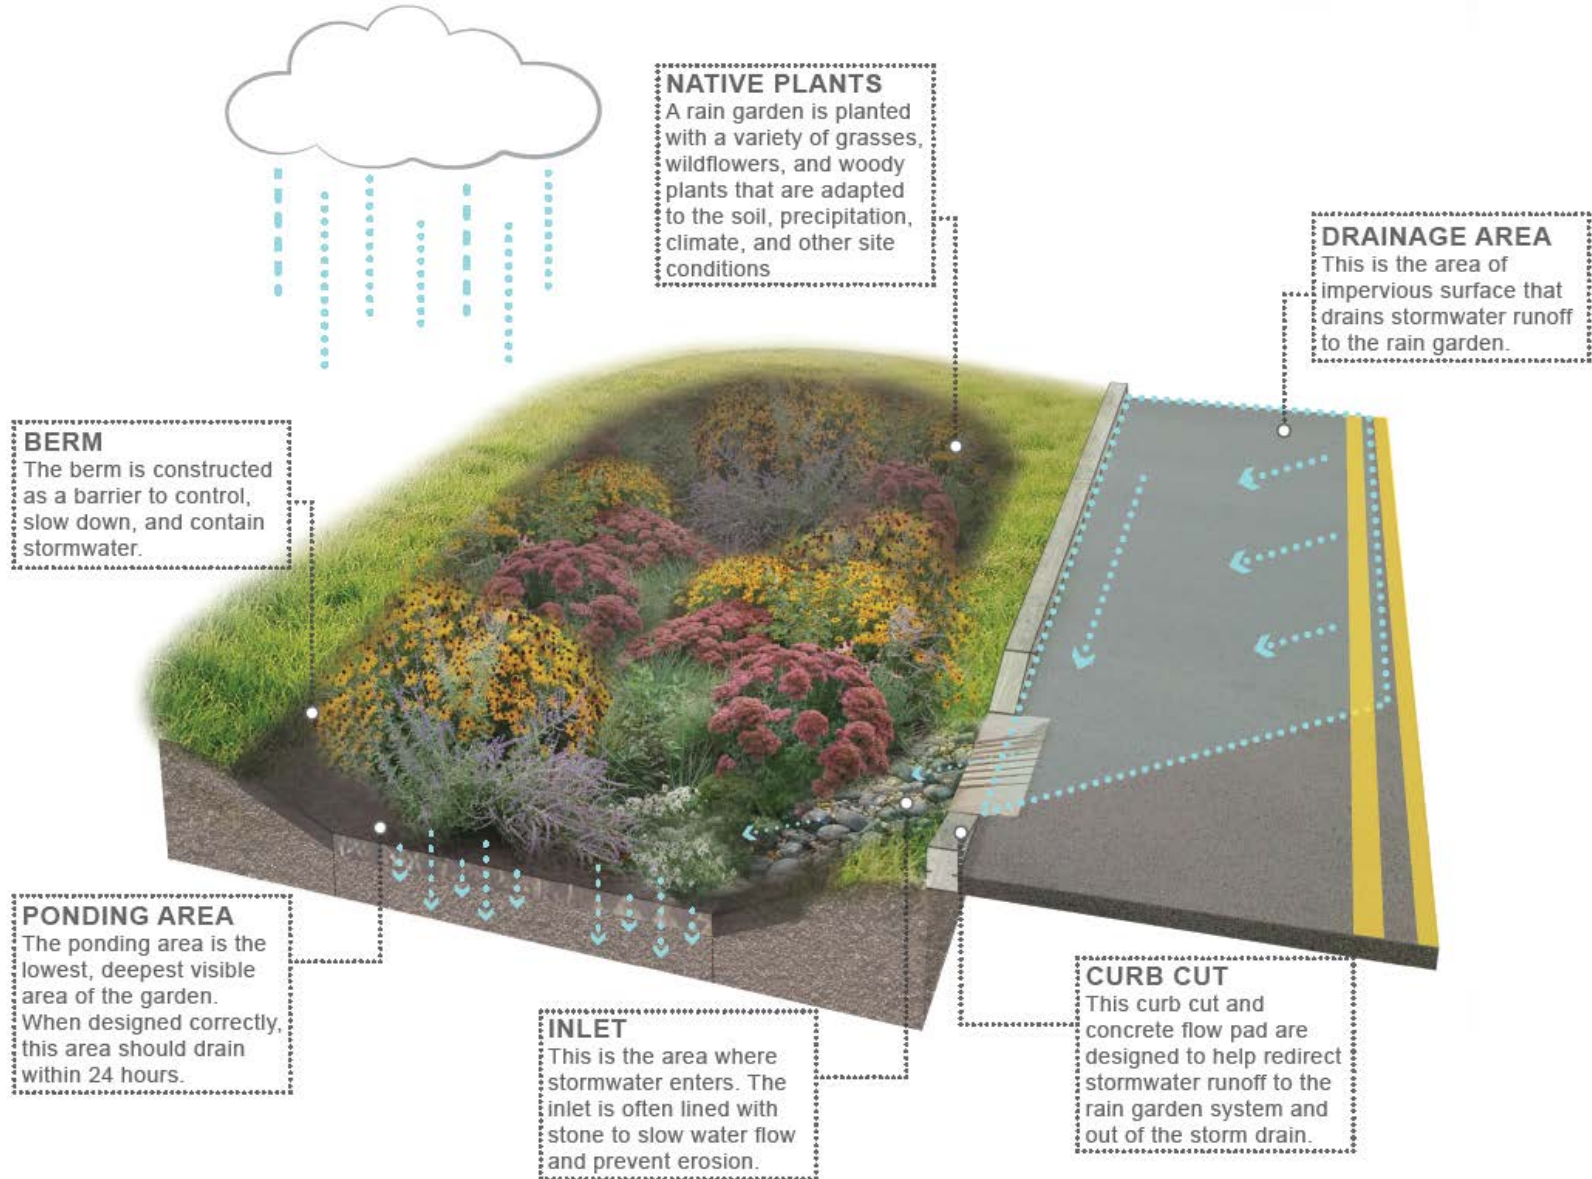 NATIVE PLANTS
A rain garden is planted
with a variety of grasses,
wildflowers, and woody
plants that are adapted
to the soil, precipitation,
climate, and other site
conditions
DRAINAGE AREA
This is the area of
impervious surface that
drains stormwater runoff
to the rain garden.
BERM
The berm is constructed
as a barrier to control,
slow down, and contain
stormwater.
PONDING AREA
The ponding area is the
lowest, deepest visible
area of the garden.
When designed correctly,
this area should drain
within 24 hours.
INLET
This is the area where
stormwater enters. The
inlet is often lined with
stone to slow water flow
and prevent erosion.
CURB CUT
This curb cut and
concrete flow pad are
designed to help redirect
stormwater runoff to the
rain garden system and
out of the storm drain.